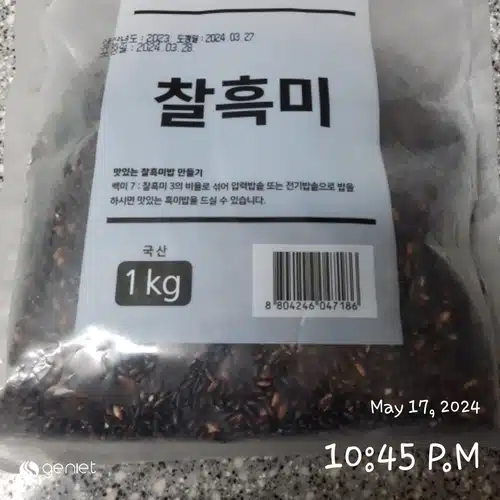 생산년도 : 2023 도정일 : 2024 03 27
포장일 : 2024.03.28
찰흑미
맛있는 찰흑미밥 만들기
백미 7 : 찰흑미 3의 비율로 섞어 압력밥솥 또는 전기밥솥으로 밥을
하시면 맛있는 흑미밥을 드실 수 있습니다.
국산
1kg
8 804246 047186
May 17, 2024
10:45 P.M
geniet